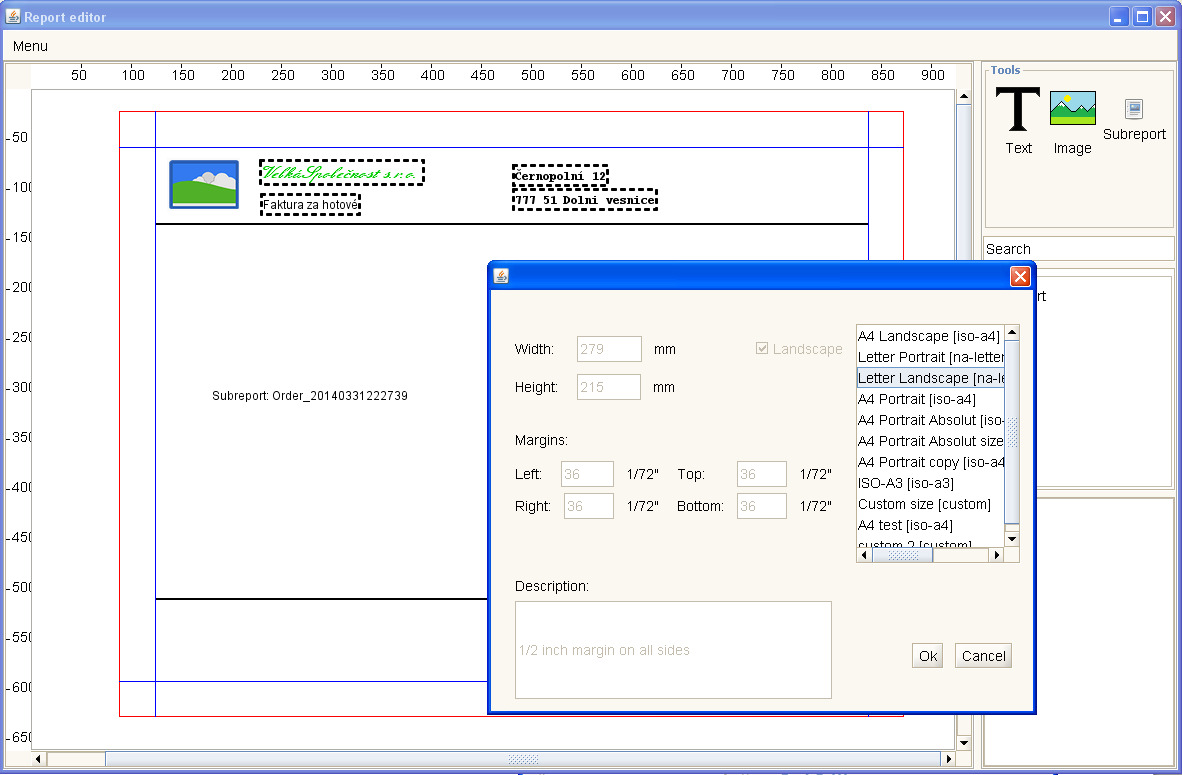 Report editor
Menu
50 100 150 200 250 300 350 400 450 500 550 600 650 700 750 800 850 900
50
100
150
200
250
300
350
400
450
500
550
600
650
VelkáSpolečnost s.r.o.
Faktura za hotové
Černopolní 12
777 51 Dolní vesnice
Subreport: Order_20140331222739
Tools
Text
Image
Subreport
Search
Width: 279 mm
Landscape
Height: 215 mm
Margins:
Left: 36 1/72" Top: 36 1/72"
Right: 36 1/72" Bottom: 36 1/72"
A4 Landscape [iso-a4]
Letter Portrait [na-letter
Letter Landscape [na-le
A4 Portrait [iso-a4]
A4 Portrait Absolut [iso-
A4 Portrait Absolut size
A4 Portrait copy [iso-a4
ISO-A3 [iso-a3]
Custom size [custom]
A4 test [iso-a4]
custom 2 [custom]
Description:
1/2 inch margin on all sides
Ok
Cancel